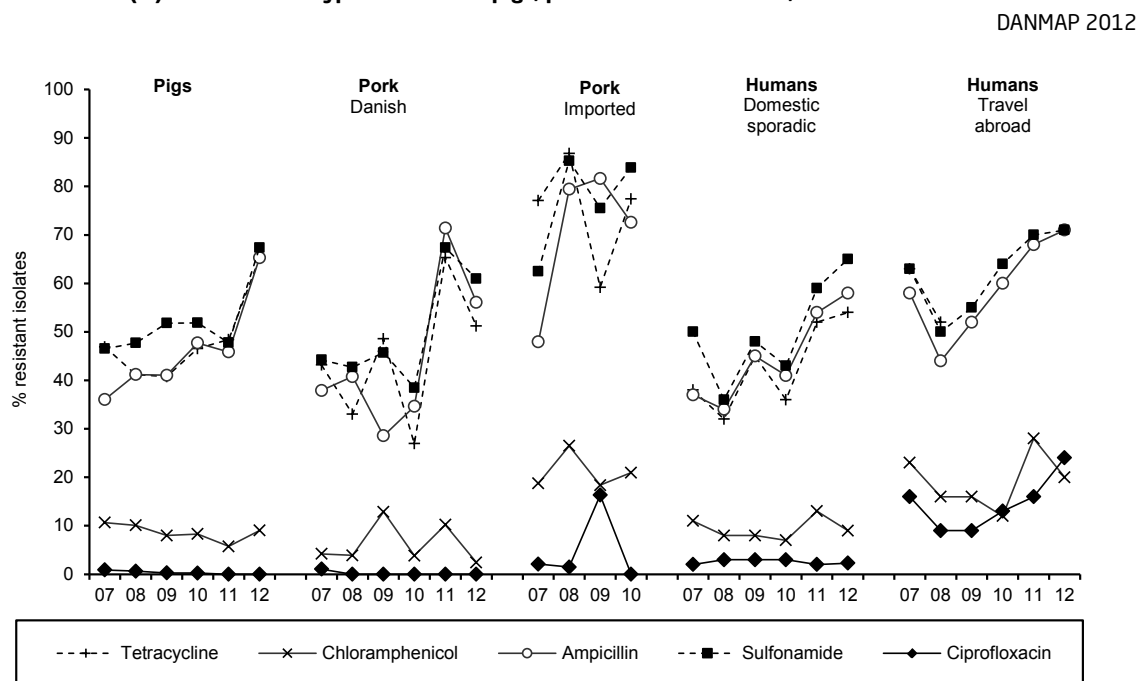 DANMAP 2012
Pigs
Pork
Danish
Pork
Imported
Humans
Domestic
sporadic
Humans
Travel
abroad
% resistant isolates
100
90
80
70
60
50
40
30
20
10
0
07 08 09 10 11 12 07 08 09 10 11 12 07 08 09 10 07 08 09 10 11 12 07 08 09 10 11 12
Tetracycline Chloramphenicol Ampicillin Sulfonamide Ciprofloxacin